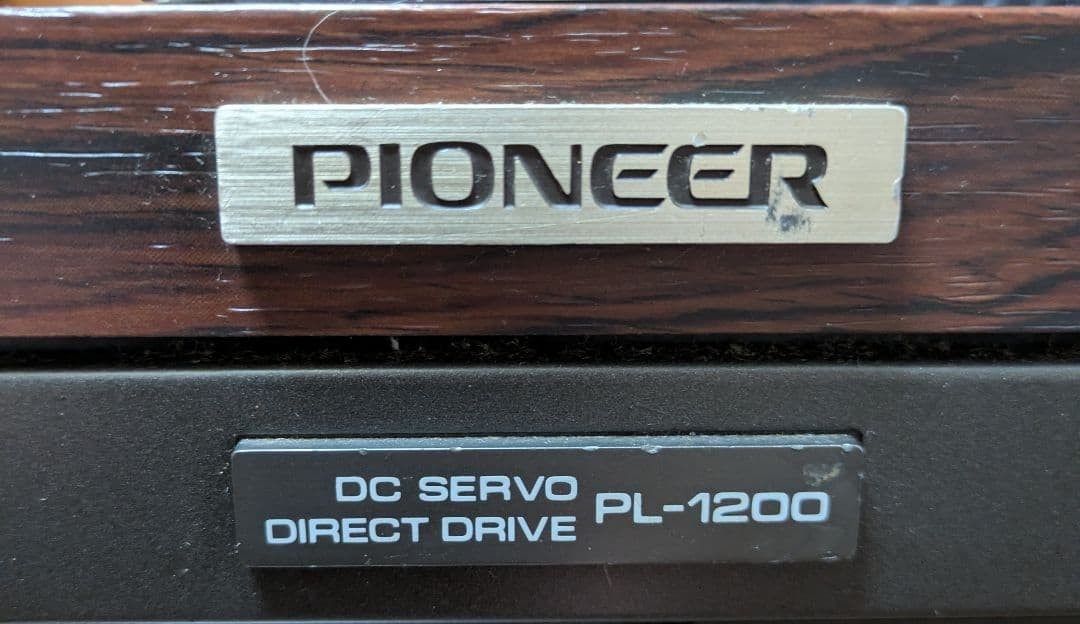 PIONEER
DC SERVO
DIRECT DRIVE PL-1200